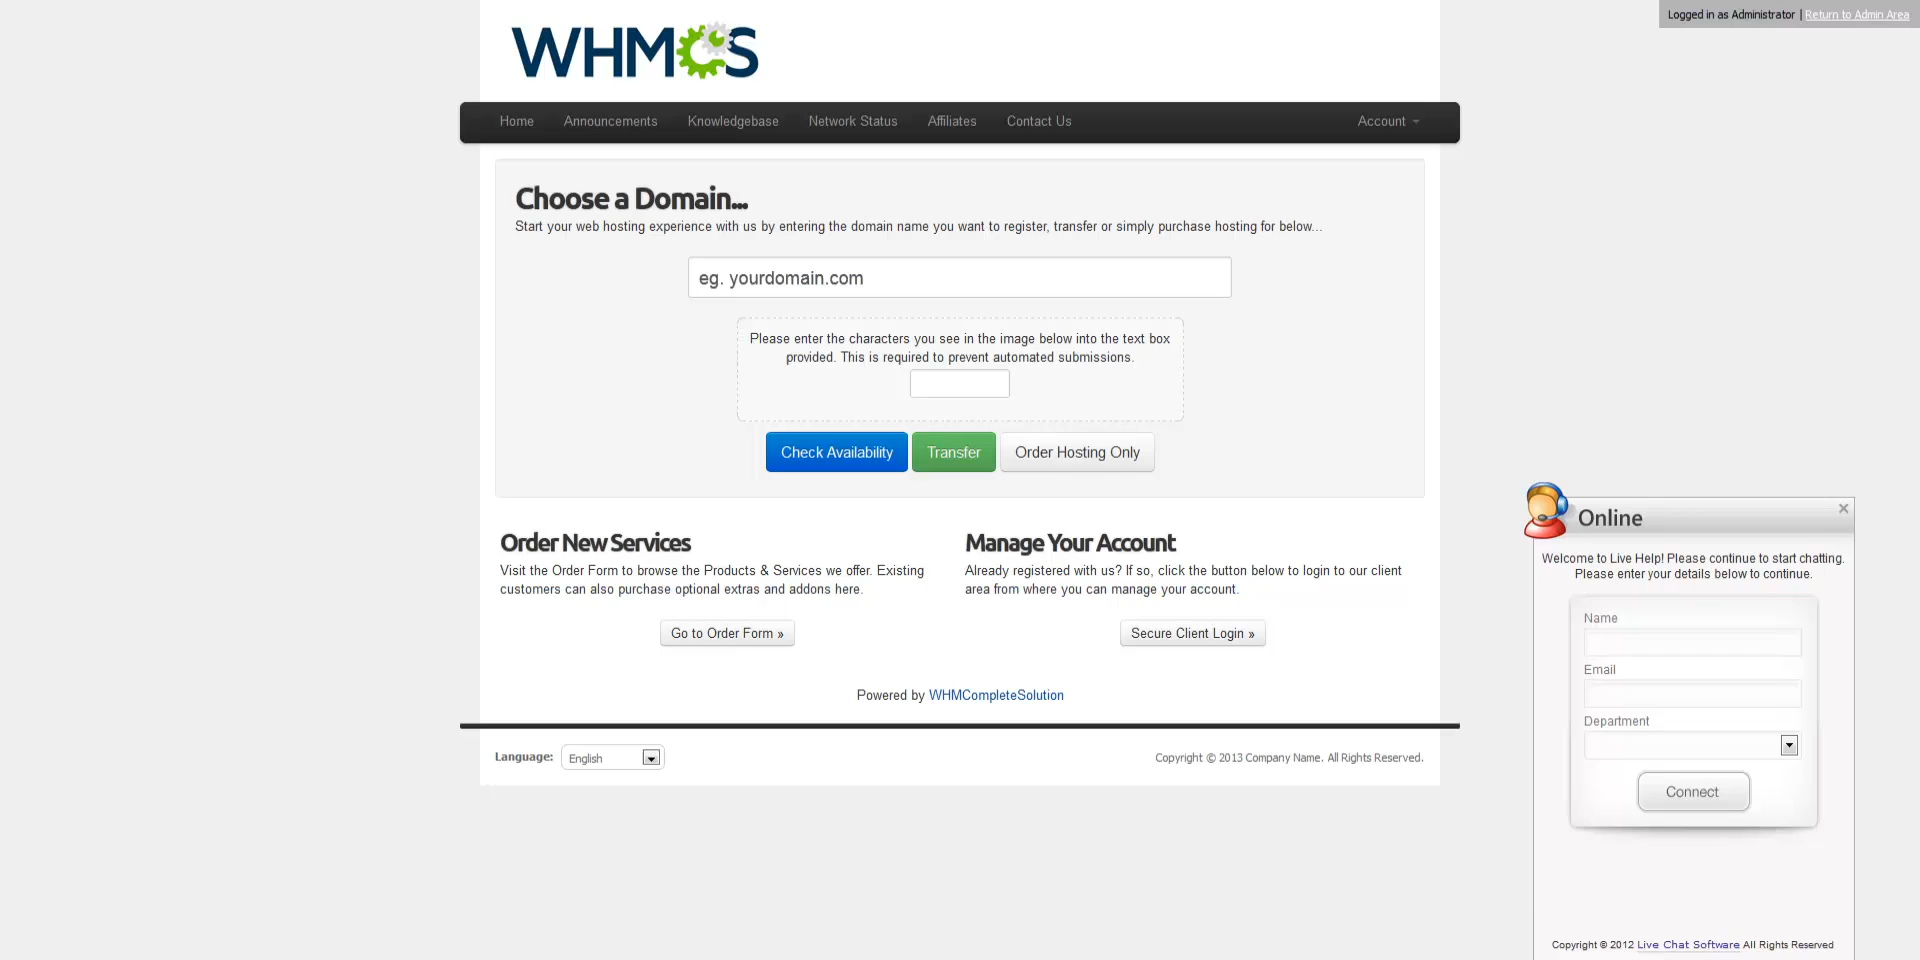 Logged in as Administrator | Return to Admin Area
WHMCS
Home Announcements Knowledgebase Network Status Affiliates Contact Us Account
Choose a Domain...
Start your web hosting experience with us by entering the domain name you want to register, transfer or simply purchase hosting for below...
eg. yourdomain.com
Please enter the characters you see in the image below into the text box
provided. This is required to prevent automated submissions.
Check Availability Transfer Order Hosting Only
Order New Services
Visit the Order Form to browse the Products & Services we offer. Existing
customers can also purchase optional extras and addons here.
Go to Order Form »
Manage Your Account
Already registered with us? If so, click the button below to login to our client
area from where you can manage your account.
Secure Client Login »
Powered by WHMCompleteSolution
Language: English
Copyright © 2013 Company Name. All Rights Reserved.
Online
Welcome to Live Help! Please continue to start chatting.
Please enter your details below to continue.
Name
Email
Department
Connect
Copyright © 2012 Live Chat Software All Rights Reserved